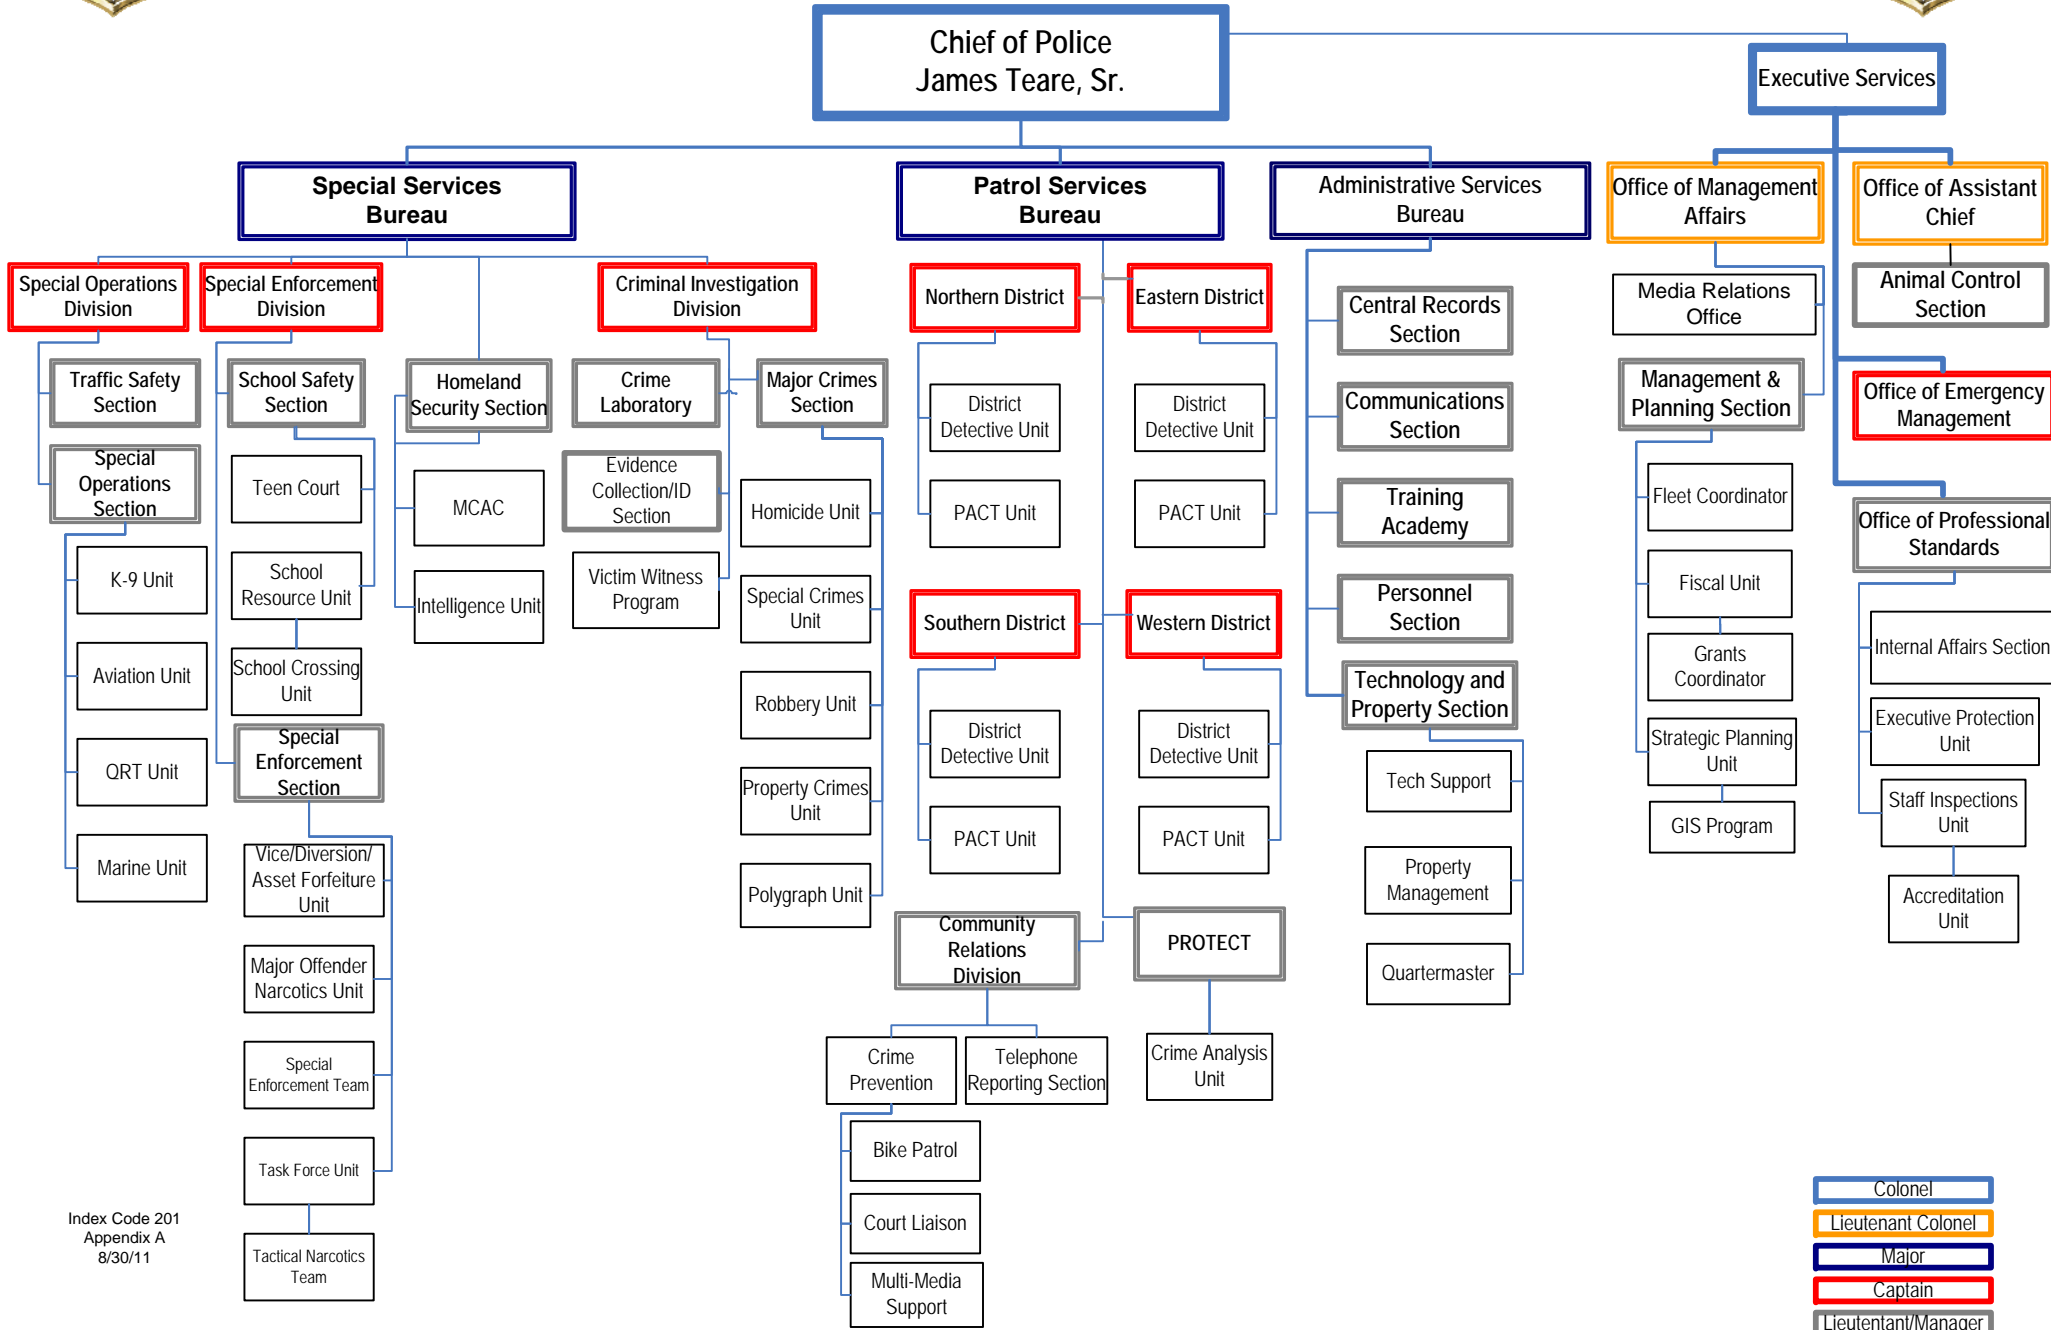 Chief of Police
James Teare, Sr.
Executive Services
Special Services
Bureau
Patrol Services
Bureau
Administrative Services
Bureau
Office of Management
Affairs
Office of Assistant
Chief
Special Operations
Division
Special Enforcement
Division
Criminal Investigation
Division
Northern District
Eastern District
Central Records
Section
Media Relations
Office
Animal Control
Section
Traffic Safety
Section
School Safety
Section
Homeland
Security Section
Crime
Laboratory
Major Crimes
Section
District
Detective Unit
District
Detective Unit
Communications
Section
Management &
Planning Section
Office of Emergency
Management
Special
Operations
Section
Teen Court
MCAC
Evidence
Collection/ID
Section
Homicide Unit
PACT Unit
PACT Unit
Training
Academy
Fleet Coordinator
Office of Professional
Standards
K-9 Unit
School
Resource Unit
Intelligence Unit
Victim Witness
Program
Special Crimes
Unit
Southern District
Western District
Personnel
Section
Fiscal Unit
Internal Affairs Section
Aviation Unit
School Crossing
Unit
Robbery Unit
Technology and
Property Section
Grants
Coordinator
Executive Protection
Unit
QRT Unit
Special
Enforcement
Section
Property Crimes
Unit
District
Detective Unit
District
Detective Unit
Tech Support
Strategic Planning
Unit
Staff Inspections
Unit
Marine Unit
Vice/Diversion/
Asset Forfeiture
Unit
Polygraph Unit
PACT Unit
PACT Unit
Property
Management
GIS Program
Accreditation
Unit
Major Offender
Narcotics Unit
Community
Relations
Division
PROTECT
Quartermaster
Special
Enforcement Team
Crime
Prevention
Telephone
Reporting Section
Crime Analysis
Unit
Task Force Unit
Bike Patrol
Court Liaison
Tactical Narcotics
Team
Multi-Media
Support
Index Code 201
Appendix A
8/30/11
Colonel
Lieutenant Colonel
Major
Captain
Lieutentant/Manager